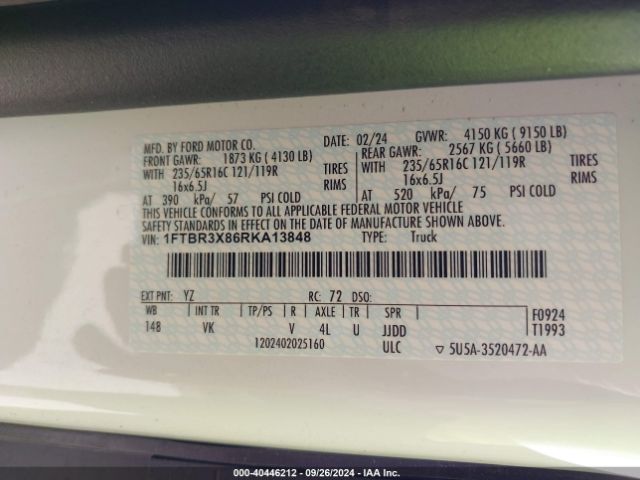 MFD. BY FORD MOTOR CO.
DATE: 02/24 GVWR: 4150 KG ( 9150 LB)
FRONT GAWR: 1873 KG ( 4130 LB)
REAR GAWR: 2567 KG ( 5660 LB)
WITH 235/65R16C 121/119R TIRES
WITH 235/65R16C 121/119R TIRES
16x6.5J RIMS
16x6.5J RIMS
AT 390 kPa/ 57 PSI COLD
AT 520 kPa/ 75 PSI COLD
THIS VEHICLE CONFORMS TO ALL APPLICABLE FEDERAL MOTOR VEHICLE
SAFETY STANDARDS IN EFFECT ON THE DATE OF MANUFACTURE SHOWN ABOVE.
VIN: 1FTBR3X86RKA13848 TYPE: Truck
EXT PNT: YZ RC: 72 DSO:
WB INT TR TP/PS R AXLE TR SPR F0924
148 VK V 4L U JJDD T1993
1202402025160 ULC ▽ 5U5A-3520472-AA
000-40446212 - 09/26/2024 - IAA Inc.